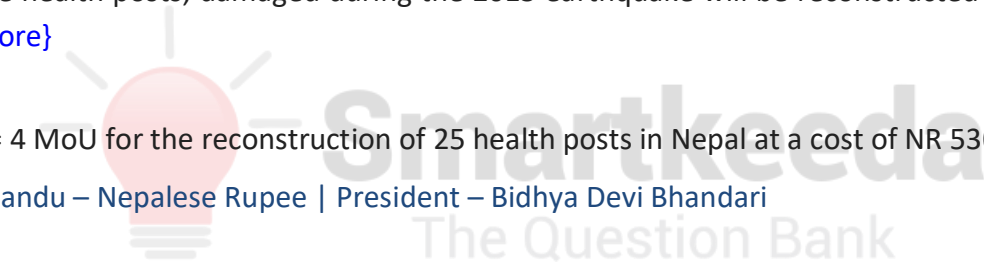 health posts, damaged during the 2015 earthquake will be reconstructed
ore}
4 MoU for the reconstruction of 25 health posts in Nepal at a cost of NR 53
andu – Nepalese Rupee | President – Bidhya Devi Bhandari
Smartkeeda
The Question Bank